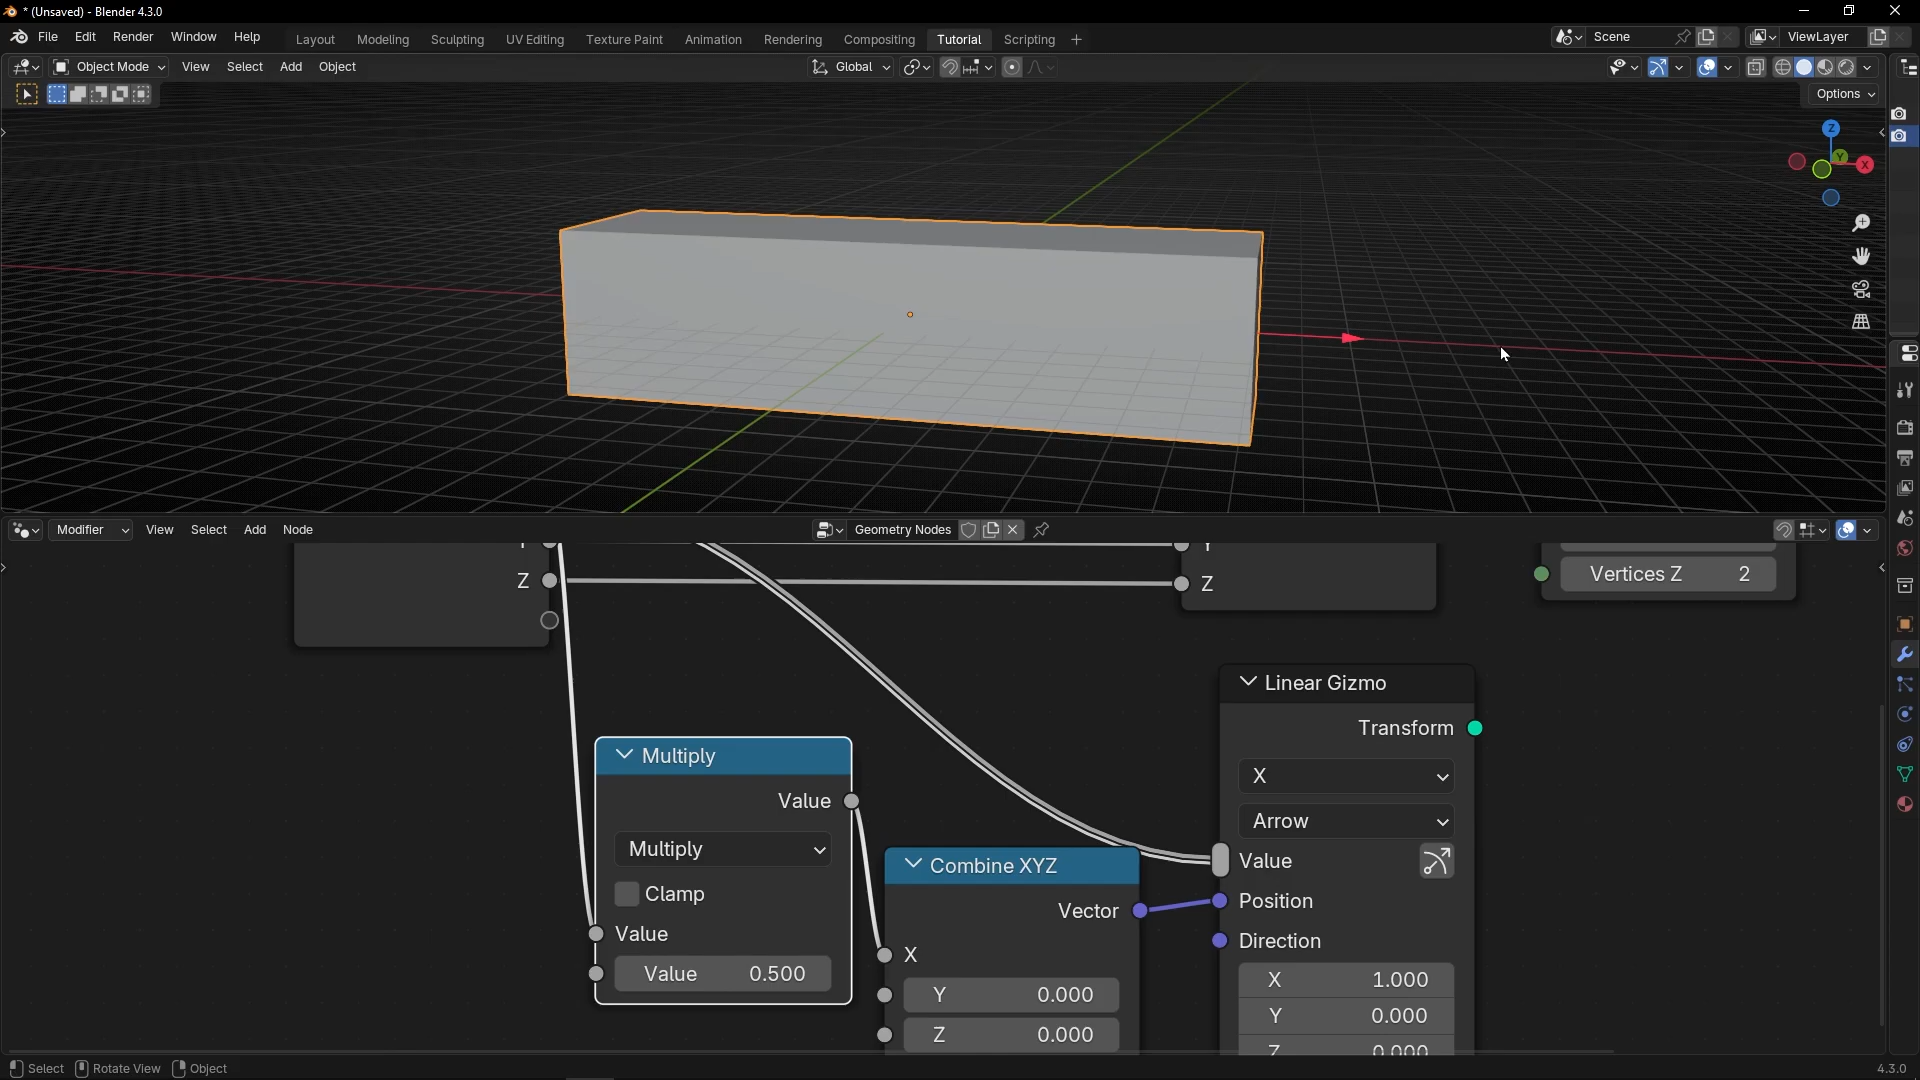 * (Unsaved) - Blender 4.3.0
File Edit Render Window Help Layout Modeling Sculpting UV Editing Texture Paint Animation Rendering Compositing Tutorial Scripting + Scene ViewLayer
Object Mode View Select Add Object Global
Options
Z
Y
X
Modifier View Select Add Node Geometry Nodes
Y
Z
Z
Vertices Z 2
Linear Gizmo
Transform
X
Arrow
Value
Position
Direction
X 1.000
Y 0.000
Z 0.000
Multiply
Value
Multiply
Clamp
Value
Value 0.500
Combine XYZ
Vector
X
Y 0.000
Z 0.000
Select Rotate View Object 4.3.0